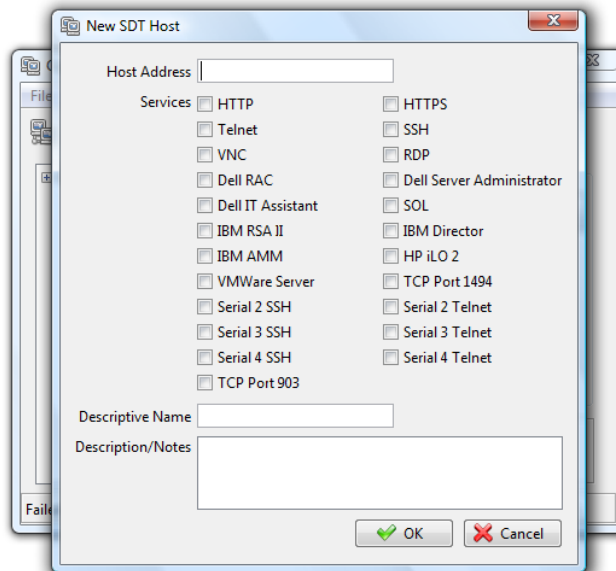 New SDT Host
Host Address
File
Services HTTP HTTPS
Telnet SSH
VNC RDP
Dell RAC Dell Server Administrator
Dell IT Assistant SOL
IBM RSA II IBM Director
IBM AMM HP iLO 2
VMWare Server TCP Port 1494
Serial 2 SSH Serial 2 Telnet
Serial 3 SSH Serial 3 Telnet
Serial 4 SSH Serial 4 Telnet
TCP Port 903
Descriptive Name
Description/Notes
OK Cancel